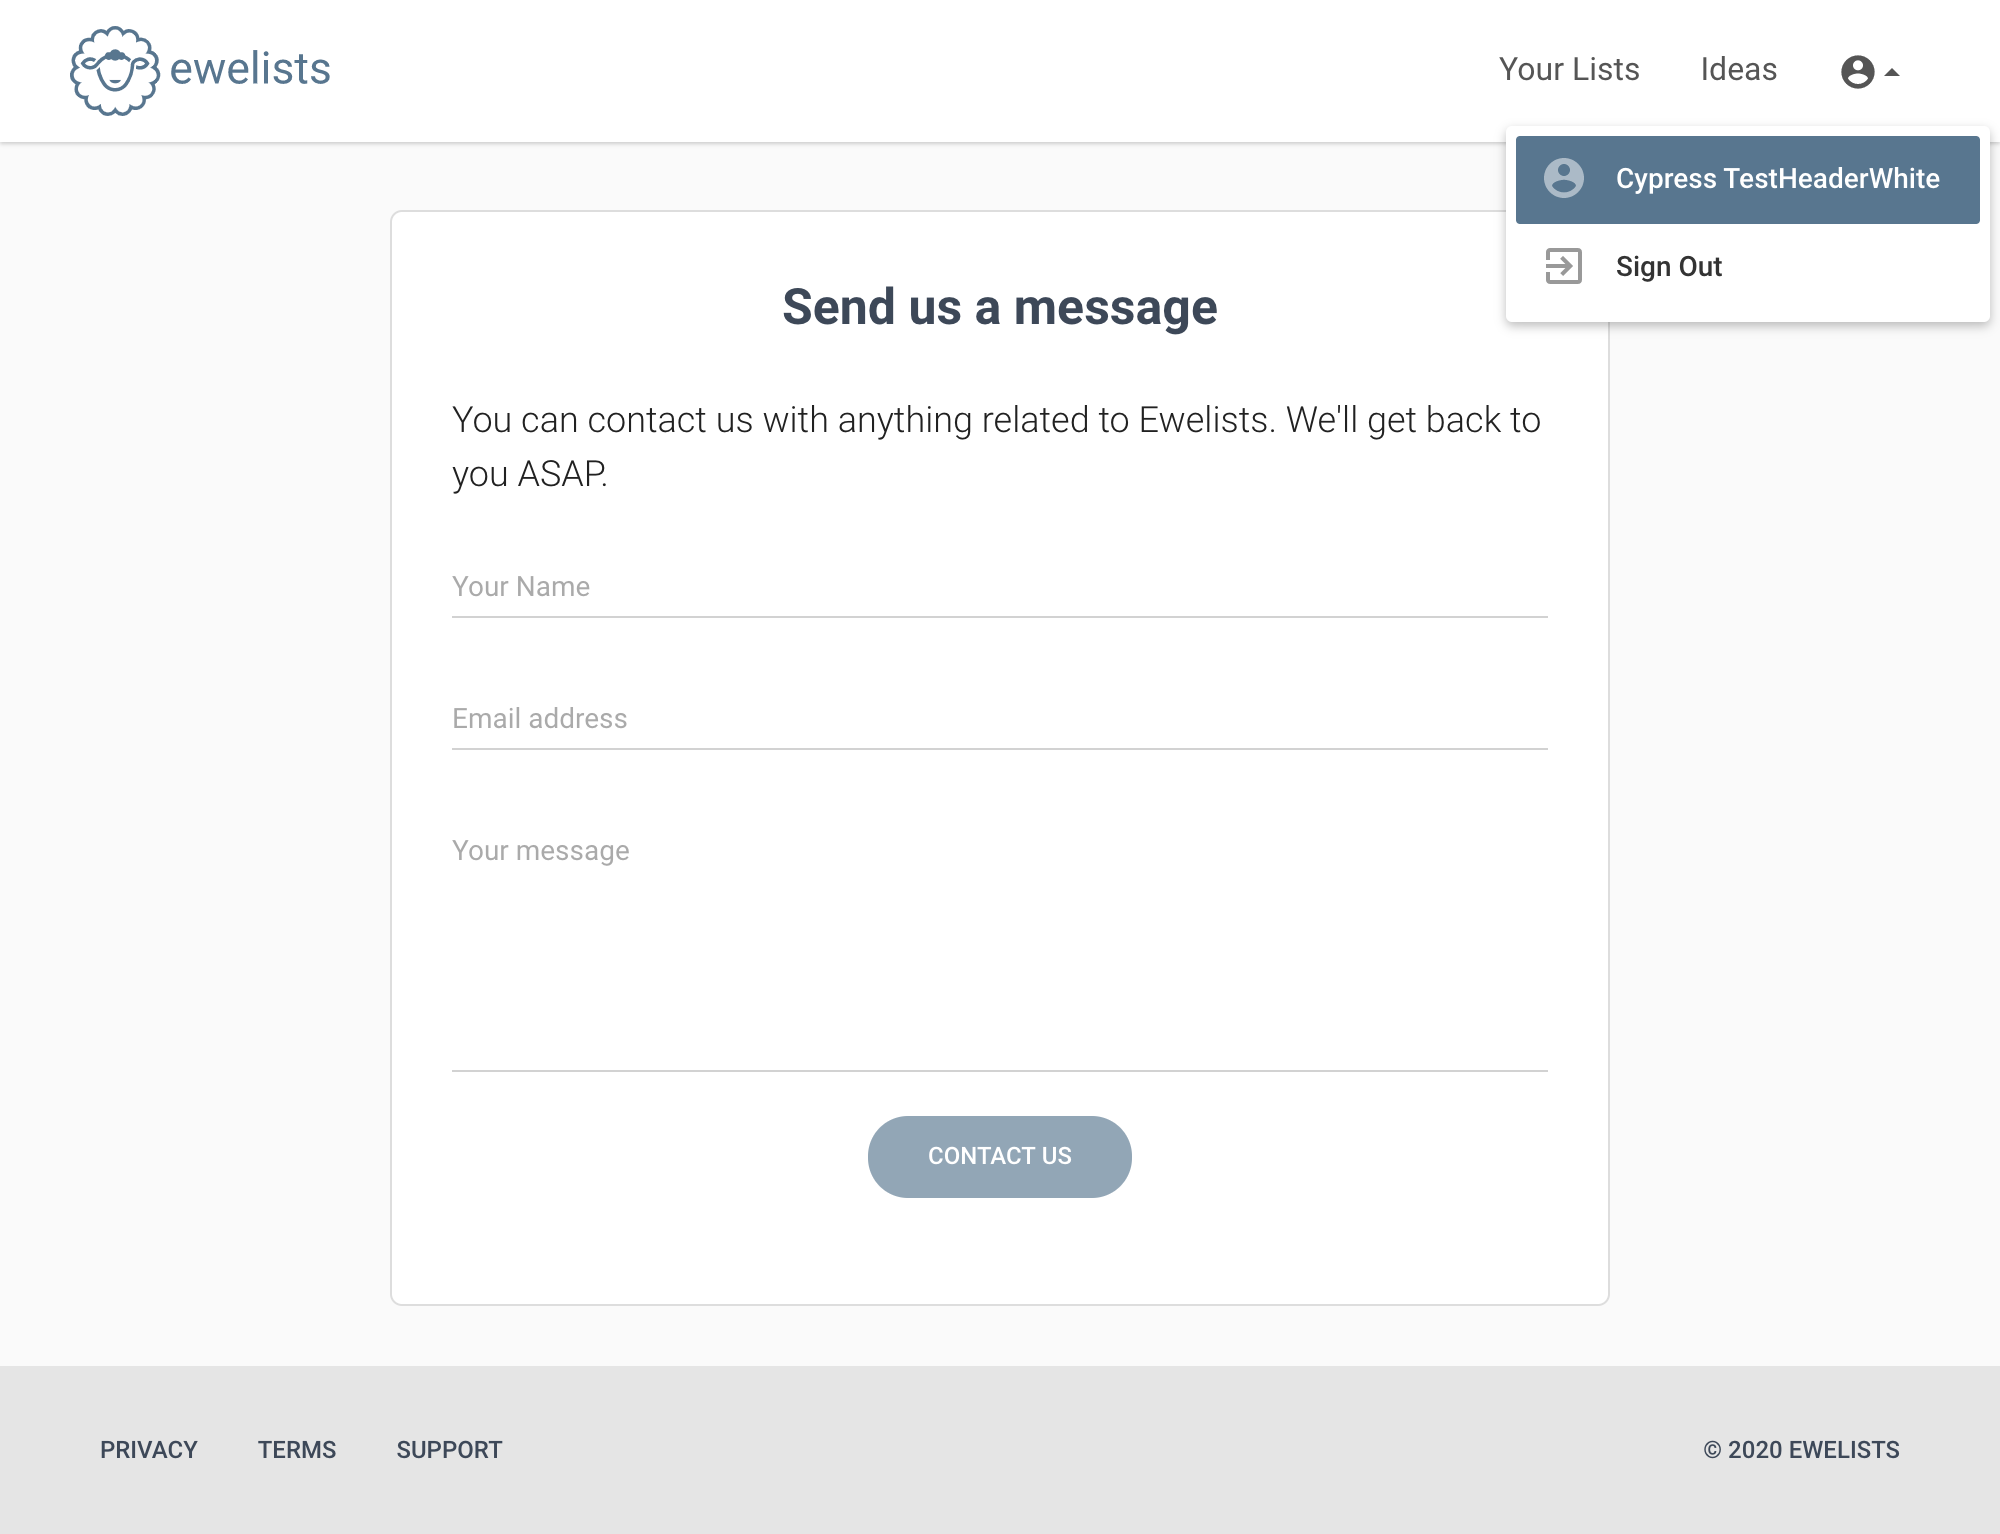 ewelists
Your Lists
Ideas
Cypress TestHeaderWhite
Sign Out
Send us a message
You can contact us with anything related to Ewelists. We'll get back to
you ASAP.
Your Name
Email address
Your message
CONTACT US
PRIVACY
TERMS
SUPPORT
© 2020 EWELISTS